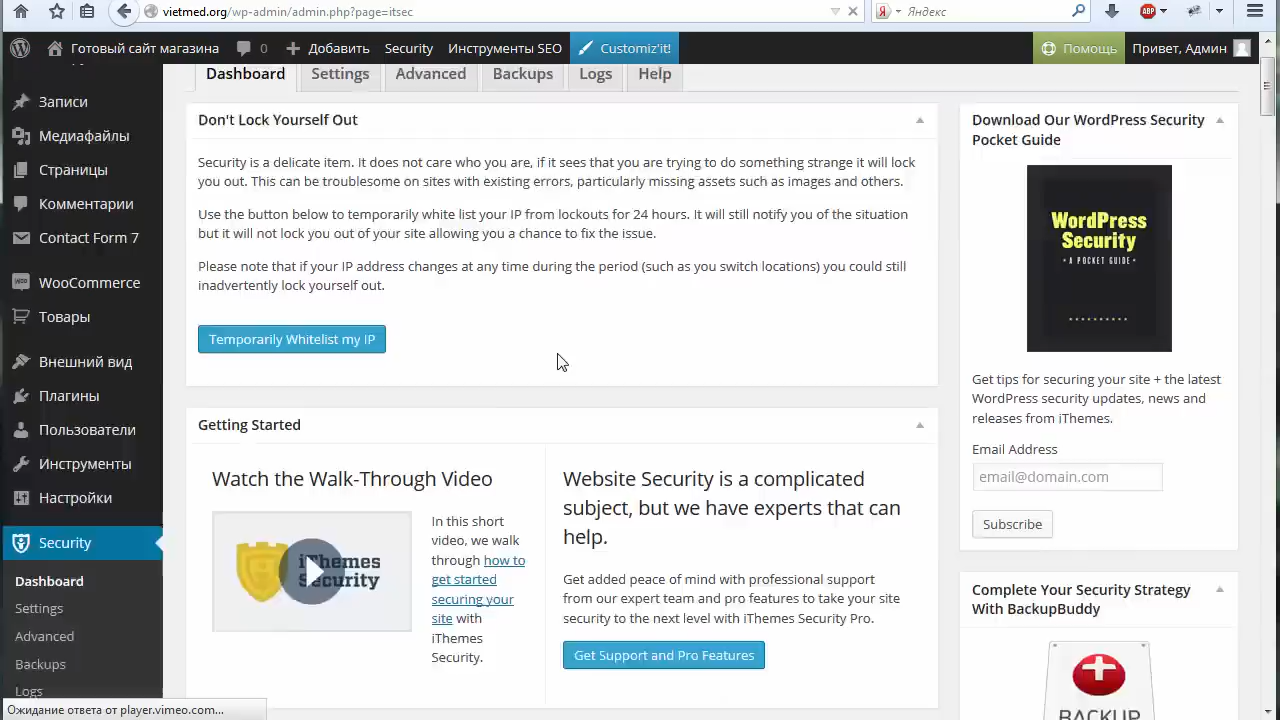 vietmed.org/wp-admin/admin.php?page=itsec
Яндекс
ABP
Готовый сайт магазина
0
Добавить
Security
Инструменты SEO
Customiz'it!
Помощь
Привет, Админ
Записи
Медиафайлы
Страницы
Комментарии
Contact Form 7
WooCommerce
Товары
Внешний вид
Плагины
Пользователи
Инструменты
Настройки
Security
Dashboard
Settings
Advanced
Backups
Logs
Dashboard
Settings
Advanced
Backups
Logs
Help
Don't Lock Yourself Out
Security is a delicate item. It does not care who you are, if it sees that you are trying to do something strange it will lock
you out. This can be troublesome on sites with existing errors, particularly missing assets such as images and others.
Use the button below to temporarily white list your IP from lockouts for 24 hours. It will still notify you of the situation
but it will not lock you out of your site allowing you a chance to fix the issue.
Please note that if your IP address changes at any time during the period (such as you switch locations) you could still
inadvertently lock yourself out.
Temporarily Whitelist my IP
Getting Started
Watch the Walk-Through Video
iThemes
Security
In this short
video, we walk
through how to
get started
securing your
site with
iThemes
Security.
Website Security is a complicated
subject, but we have experts that can
help.
Get added peace of mind with professional support
from our expert team and pro features to take your site
security to the next level with iThemes Security Pro.
Get Support and Pro Features
Download Our WordPress Security
Pocket Guide
WordPress
Security
A POCKET GUIDE
Get tips for securing your site + the latest
WordPress security updates, news and
releases from iThemes.
Email Address
email@domain.com
Subscribe
Complete Your Security Strategy
With BackupBuddy
BACKUP
Ожидание ответа от player.vimeo.com...